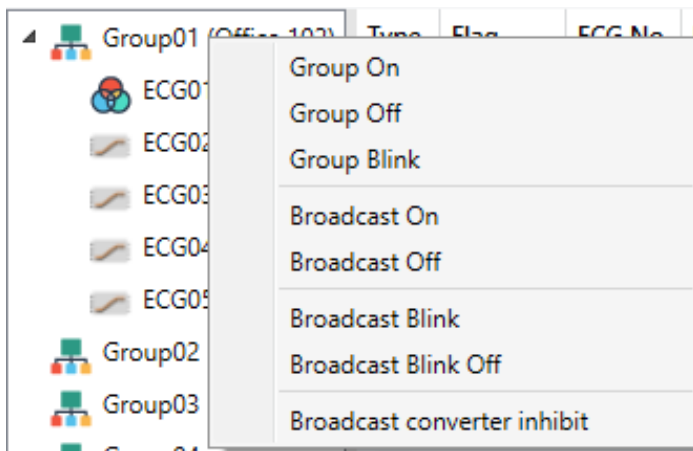 Group01 (Office 102) Type Flag ECG No
Group On
ECG01
Group Off
ECG02
Group Blink
ECG03
Broadcast On
ECG04
Broadcast Off
ECG05
Broadcast Blink
Group02
Broadcast Blink Off
Group03
Broadcast converter inhibit